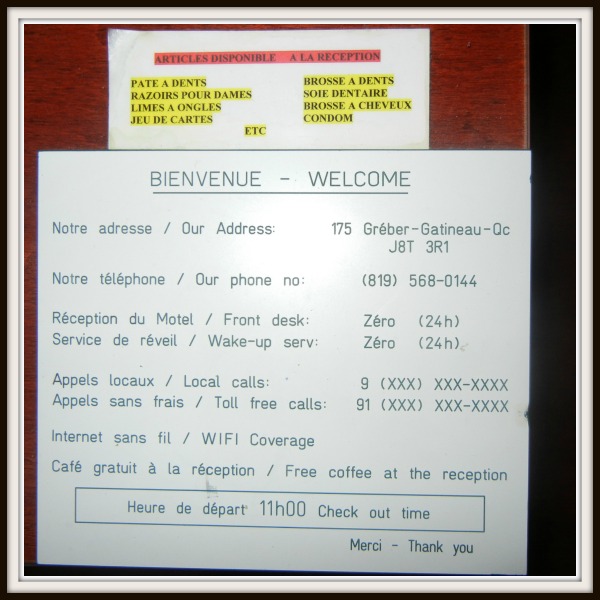 ARTICLES DISPONIBLE A LA RECEPTION
PATE A DENTS BROSSE A DENTS
RAZOIRS POUR DAMES SOIE DENTAIRE
LIMES A ONGLES BROSSE A CHEVEUX
JEU DE CARTES CONDOM
ETC
BIENVENUE - WELCOME
Notre adresse / Our Address: 175 Gréber-Gatineau-Qc
J8T 3R1
Notre téléphone / Our phone no: (819) 568-0144
Réception du Motel / Front desk: Zéro (24h)
Service de réveil / Wake-up serv: Zéro (24h)
Appels locaux / Local calls: 9 (XXX) XXX-XXXX
Appels sans frais / Toll free calls: 91 (XXX) XXX-XXXX
Internet sans fil / WIFI Coverage
Café gratuit à la réception / Free coffee at the reception
Heure de départ 11h00 Check out time
Merci - Thank you